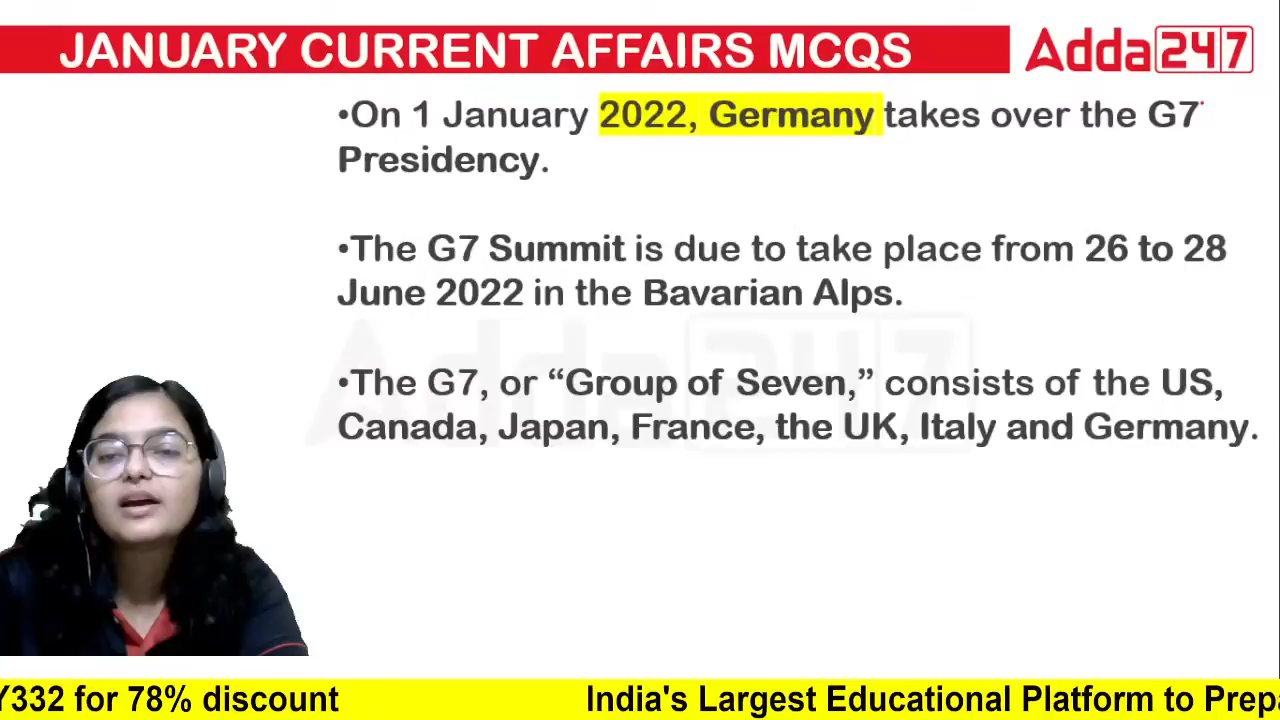 JANUARY CURRENT AFFAIRS MCQS
Adda247
•On 1 January 2022, Germany takes over the G7
Presidency.
•The G7 Summit is due to take place from 26 to 28
June 2022 in the Bavarian Alps.
•The G7, or “Group of Seven,” consists of the US,
Canada, Japan, France, the UK, Italy and Germany.
Adda247
Y332 for 78% discount
India's Largest Educational Platform to Prepa